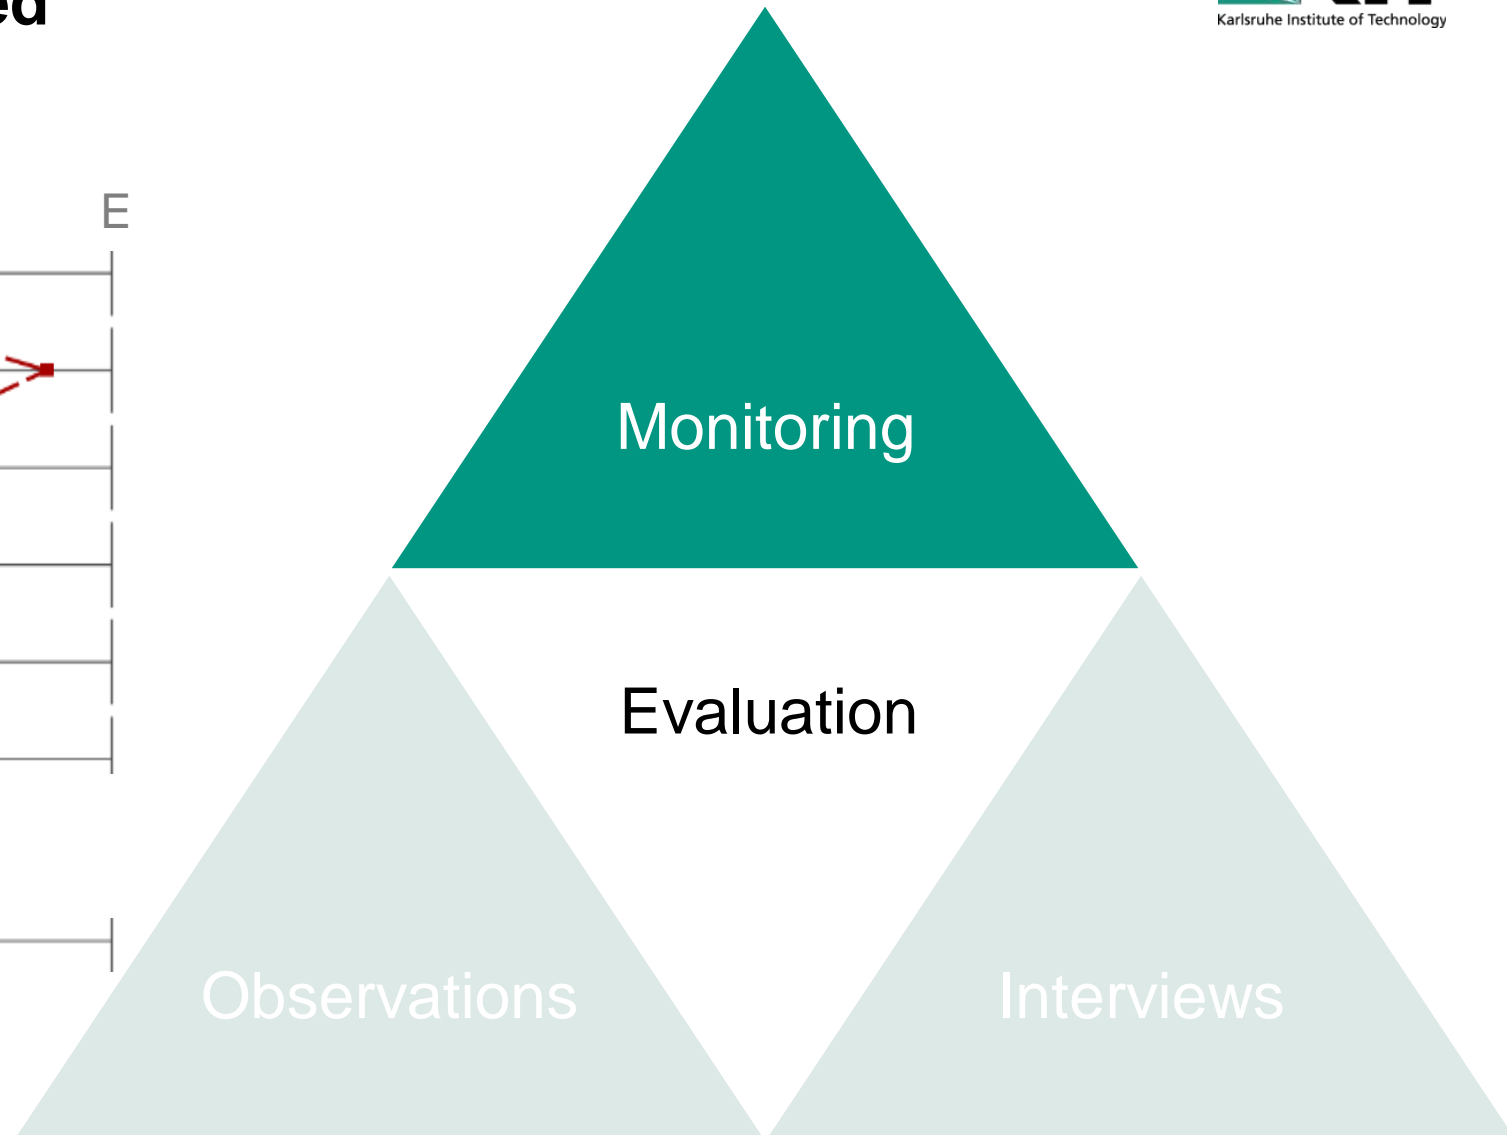 Karlsruhe Institute of Technology
E
Monitoring
Evaluation
Observations
Interviews